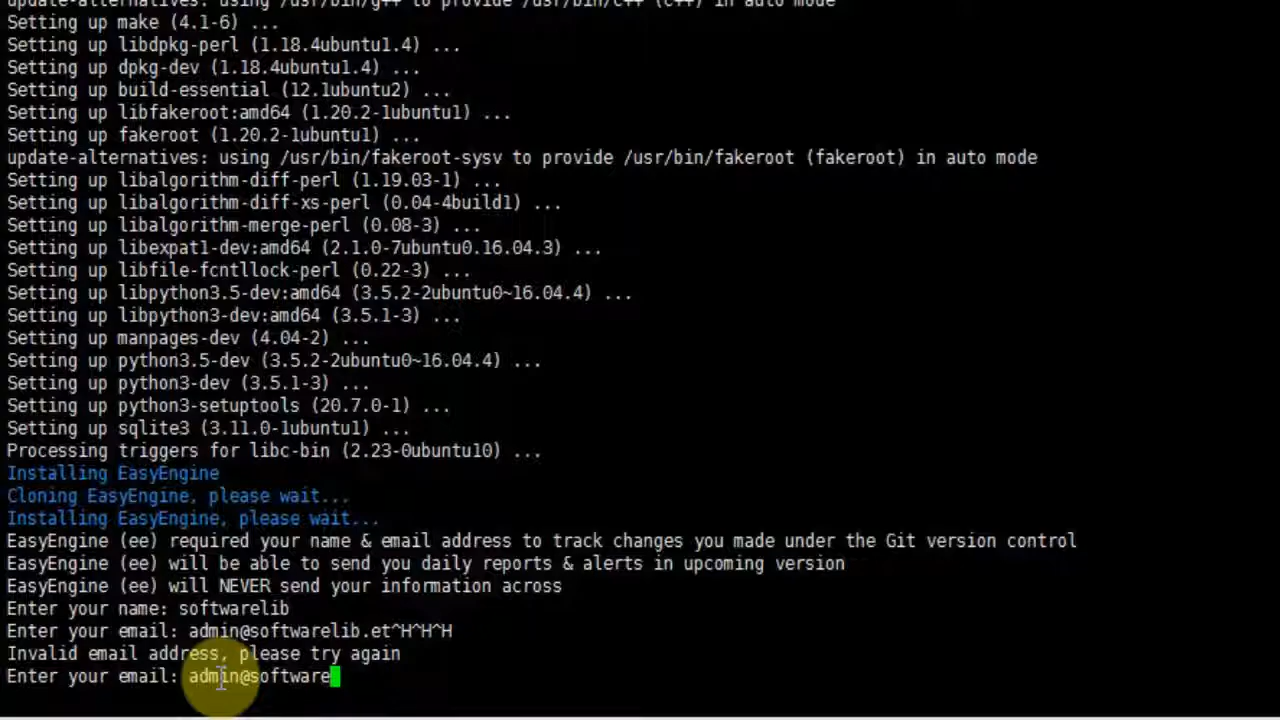 update-alternatives: using /usr/bin/g++ to provide /usr/bin/c++ (c++) in auto mode
Setting up make (4.1-6) ...
Setting up libdpkg-perl (1.18.4ubuntu1.4) ...
Setting up dpkg-dev (1.18.4ubuntu1.4) ...
Setting up build-essential (12.1ubuntu2) ...
Setting up libfakeroot:amd64 (1.20.2-1ubuntu1) ...
Setting up fakeroot (1.20.2-1ubuntu1) ...
update-alternatives: using /usr/bin/fakeroot-sysv to provide /usr/bin/fakeroot (fakeroot) in auto mode
Setting up libalgorithm-diff-perl (1.19.03-1) ...
Setting up libalgorithm-diff-xs-perl (0.04-4build1) ...
Setting up libalgorithm-merge-perl (0.08-3) ...
Setting up libexpat1-dev:amd64 (2.1.0-7ubuntu0.16.04.3) ...
Setting up libfile-fcntllock-perl (0.22-3) ...
Setting up libpython3.5-dev:amd64 (3.5.2-2ubuntu0~16.04.4) ...
Setting up libpython3-dev:amd64 (3.5.1-3) ...
Setting up manpages-dev (4.04-2) ...
Setting up python3.5-dev (3.5.2-2ubuntu0~16.04.4) ...
Setting up python3-dev (3.5.1-3) ...
Setting up python3-setuptools (20.7.0-1) ...
Setting up sqlite3 (3.11.0-1ubuntu1) ...
Processing triggers for libc-bin (2.23-0ubuntu10) ...
Installing EasyEngine
Cloning EasyEngine, please wait...
Installing EasyEngine, please wait...
EasyEngine (ee) required your name & email address to track changes you made under the Git version control
EasyEngine (ee) will be able to send you daily reports & alerts in upcoming version
EasyEngine (ee) will NEVER send your information across
Enter your name: softwarelib
Enter your email: admin@softwarelib.et^H^H^H
Invalid email address, please try again
Enter your email: admin@software